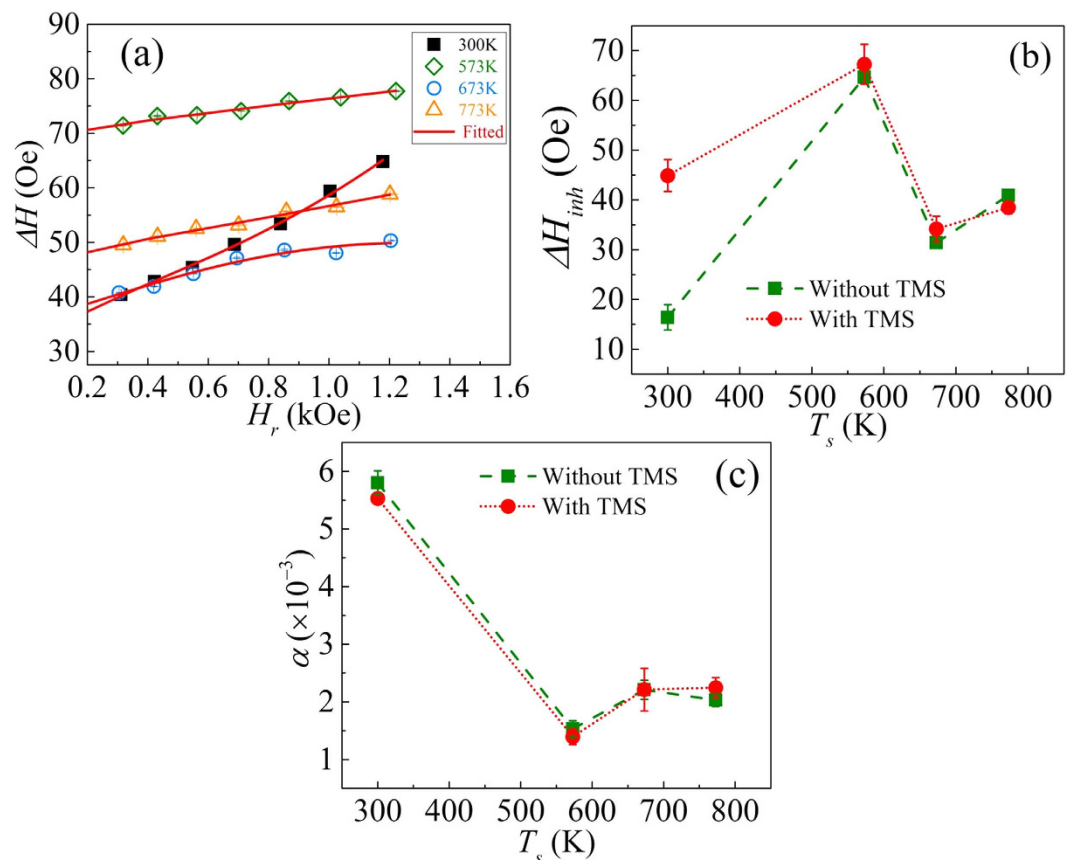 (a)
300K
573K
673K
773K
Fitted
90
80
70
60
50
40
30
ΔH (Oe)
0.2 0.4 0.6 0.8 1.0 1.2 1.4 1.6
H_r (kOe)
(b)
70
60
50
40
30
20
10
ΔH_inh (Oe)
Without TMS
With TMS
300 400 500 600 700 800
T_s (K)
(c)
Without TMS
With TMS
6
5
4
3
2
1
α (×10⁻³)
300 400 500 600 700 800
T_s (K)